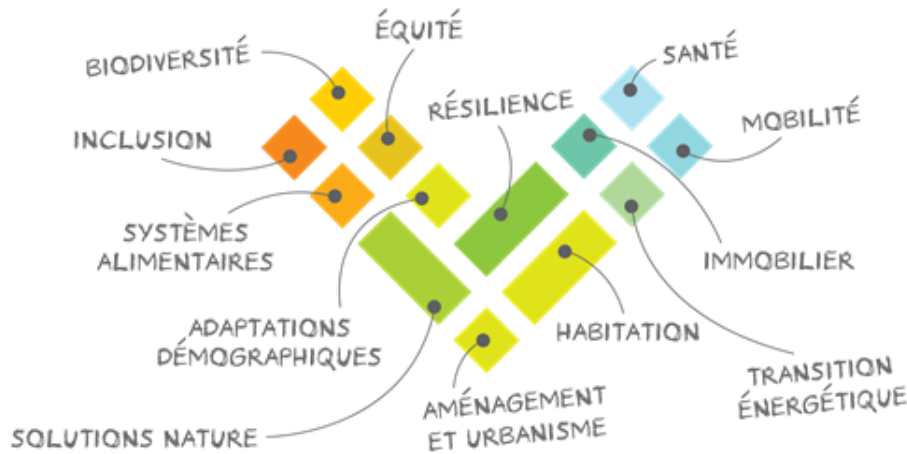 ÉQUITÉ
BIODIVERSITÉ
SANTÉ
RÉSILIENCE
MOBILITÉ
INCLUSION
SYSTÈMES
ALIMENTAIRES
IMMOBILIER
ADAPTATIONS
DÉMOGRAPHIQUES
HABITATION
TRANSITION
ÉNERGÉTIQUE
AMÉNAGEMENT
ET URBANISME
SOLUTIONS NATURE